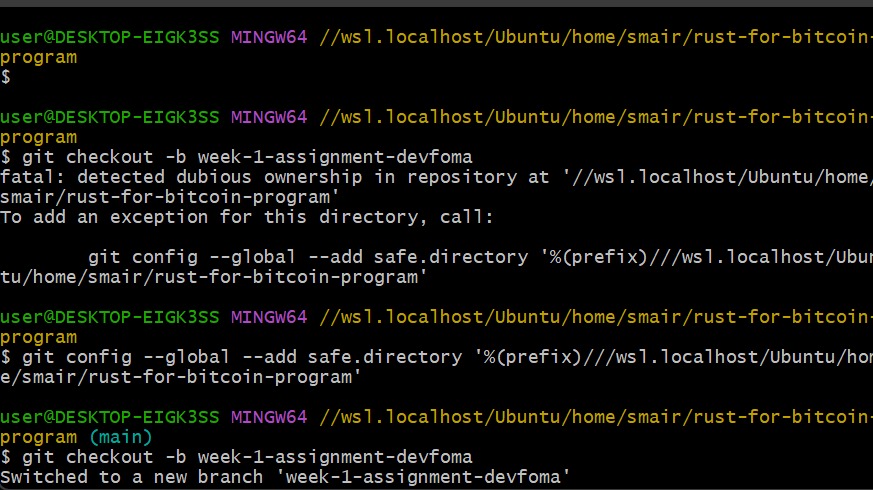 user@DESKTOP-EIGK3SS MINGW64 //wsl.localhost/Ubuntu/home/smair/rust-for-bitcoin-
program
$
user@DESKTOP-EIGK3SS MINGW64 //wsl.localhost/Ubuntu/home/smair/rust-for-bitcoin-
program
$ git checkout -b week-1-assignment-devfoma
fatal: detected dubious ownership in repository at '//wsl.localhost/Ubuntu/home/
smair/rust-for-bitcoin-program'
To add an exception for this directory, call:
git config --global --add safe.directory '%(prefix)///wsl.localhost/Ubun
tu/home/smair/rust-for-bitcoin-program'
user@DESKTOP-EIGK3SS MINGW64 //wsl.localhost/Ubuntu/home/smair/rust-for-bitcoin-
program
$ git config --global --add safe.directory '%(prefix)///wsl.localhost/Ubuntu/hom
e/smair/rust-for-bitcoin-program'
user@DESKTOP-EIGK3SS MINGW64 //wsl.localhost/Ubuntu/home/smair/rust-for-bitcoin-
program (main)
$ git checkout -b week-1-assignment-devfoma
Switched to a new branch 'week-1-assignment-devfoma'